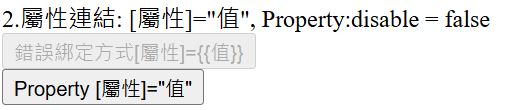 2.屬性連結: [屬性]="值", Property:disable = false
錯誤綁定方式[屬性]={{值}}
Property [屬性]="值"